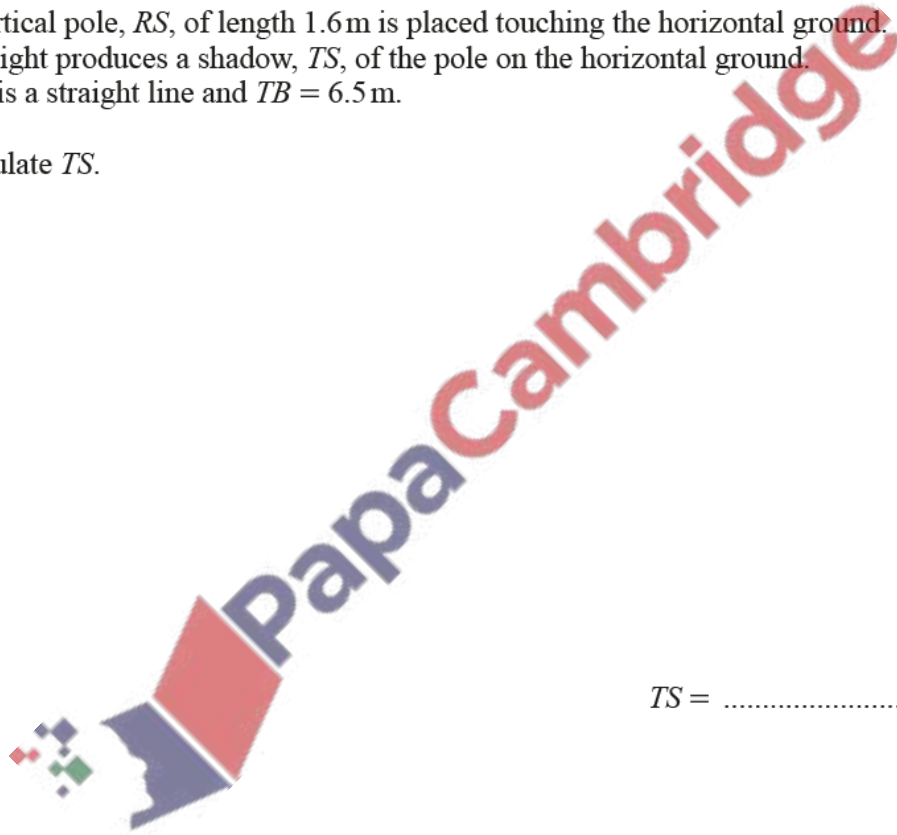 rtical pole, RS, of length 1.6 m is placed touching the horizontal ground.
ight produces a shadow, TS, of the pole on the horizontal ground.
is a straight line and TB = 6.5 m.
ulate TS.
PapaCambridge
TS = ......................